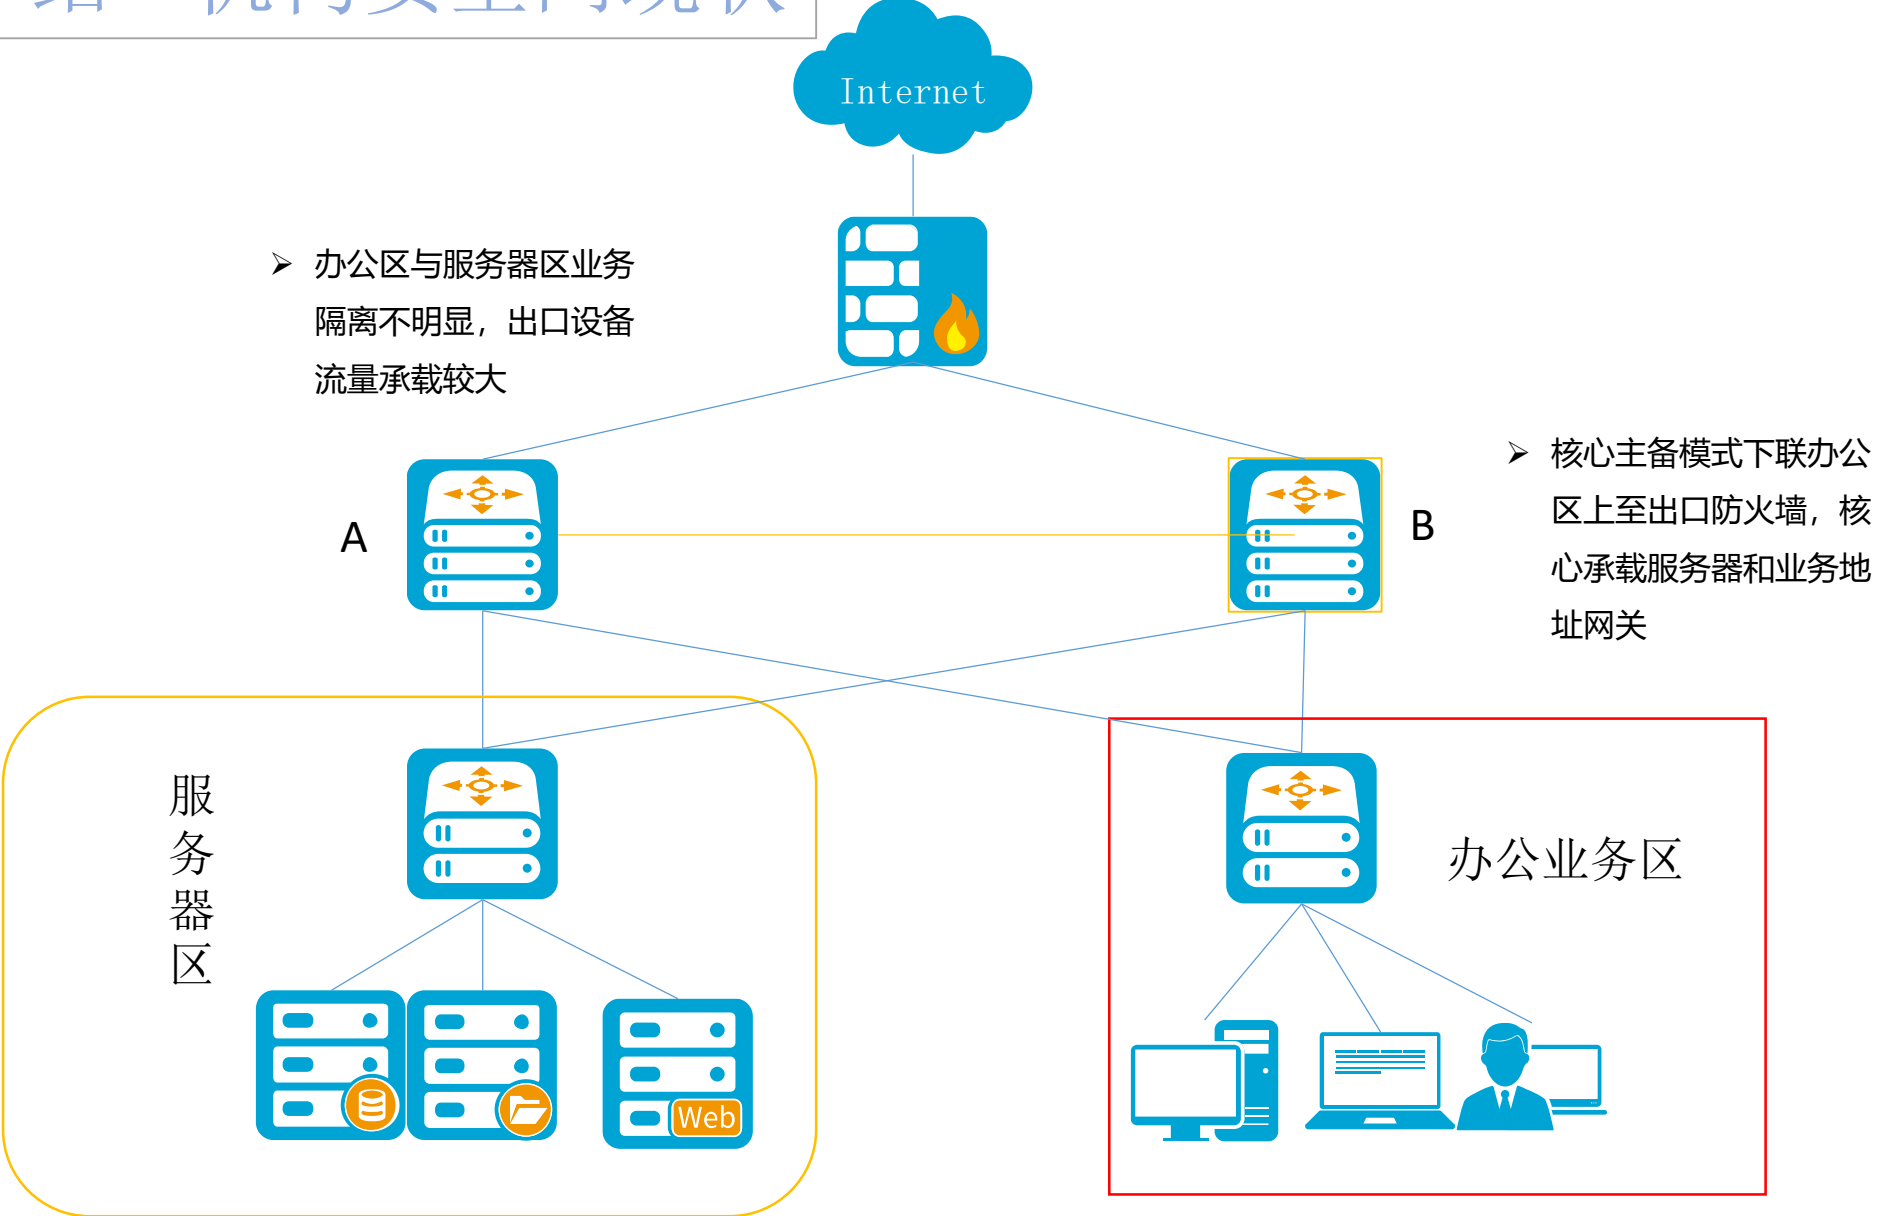 Internet
➢ 办公区与服务器区业务
隔离不明显，出口设备
流量承载较大
➢ 核心主备模式下联办公
区上至出口防火墙，核
心承载服务器和业务地
址网关
A
B
服
务
器
区
办公业务区
Web